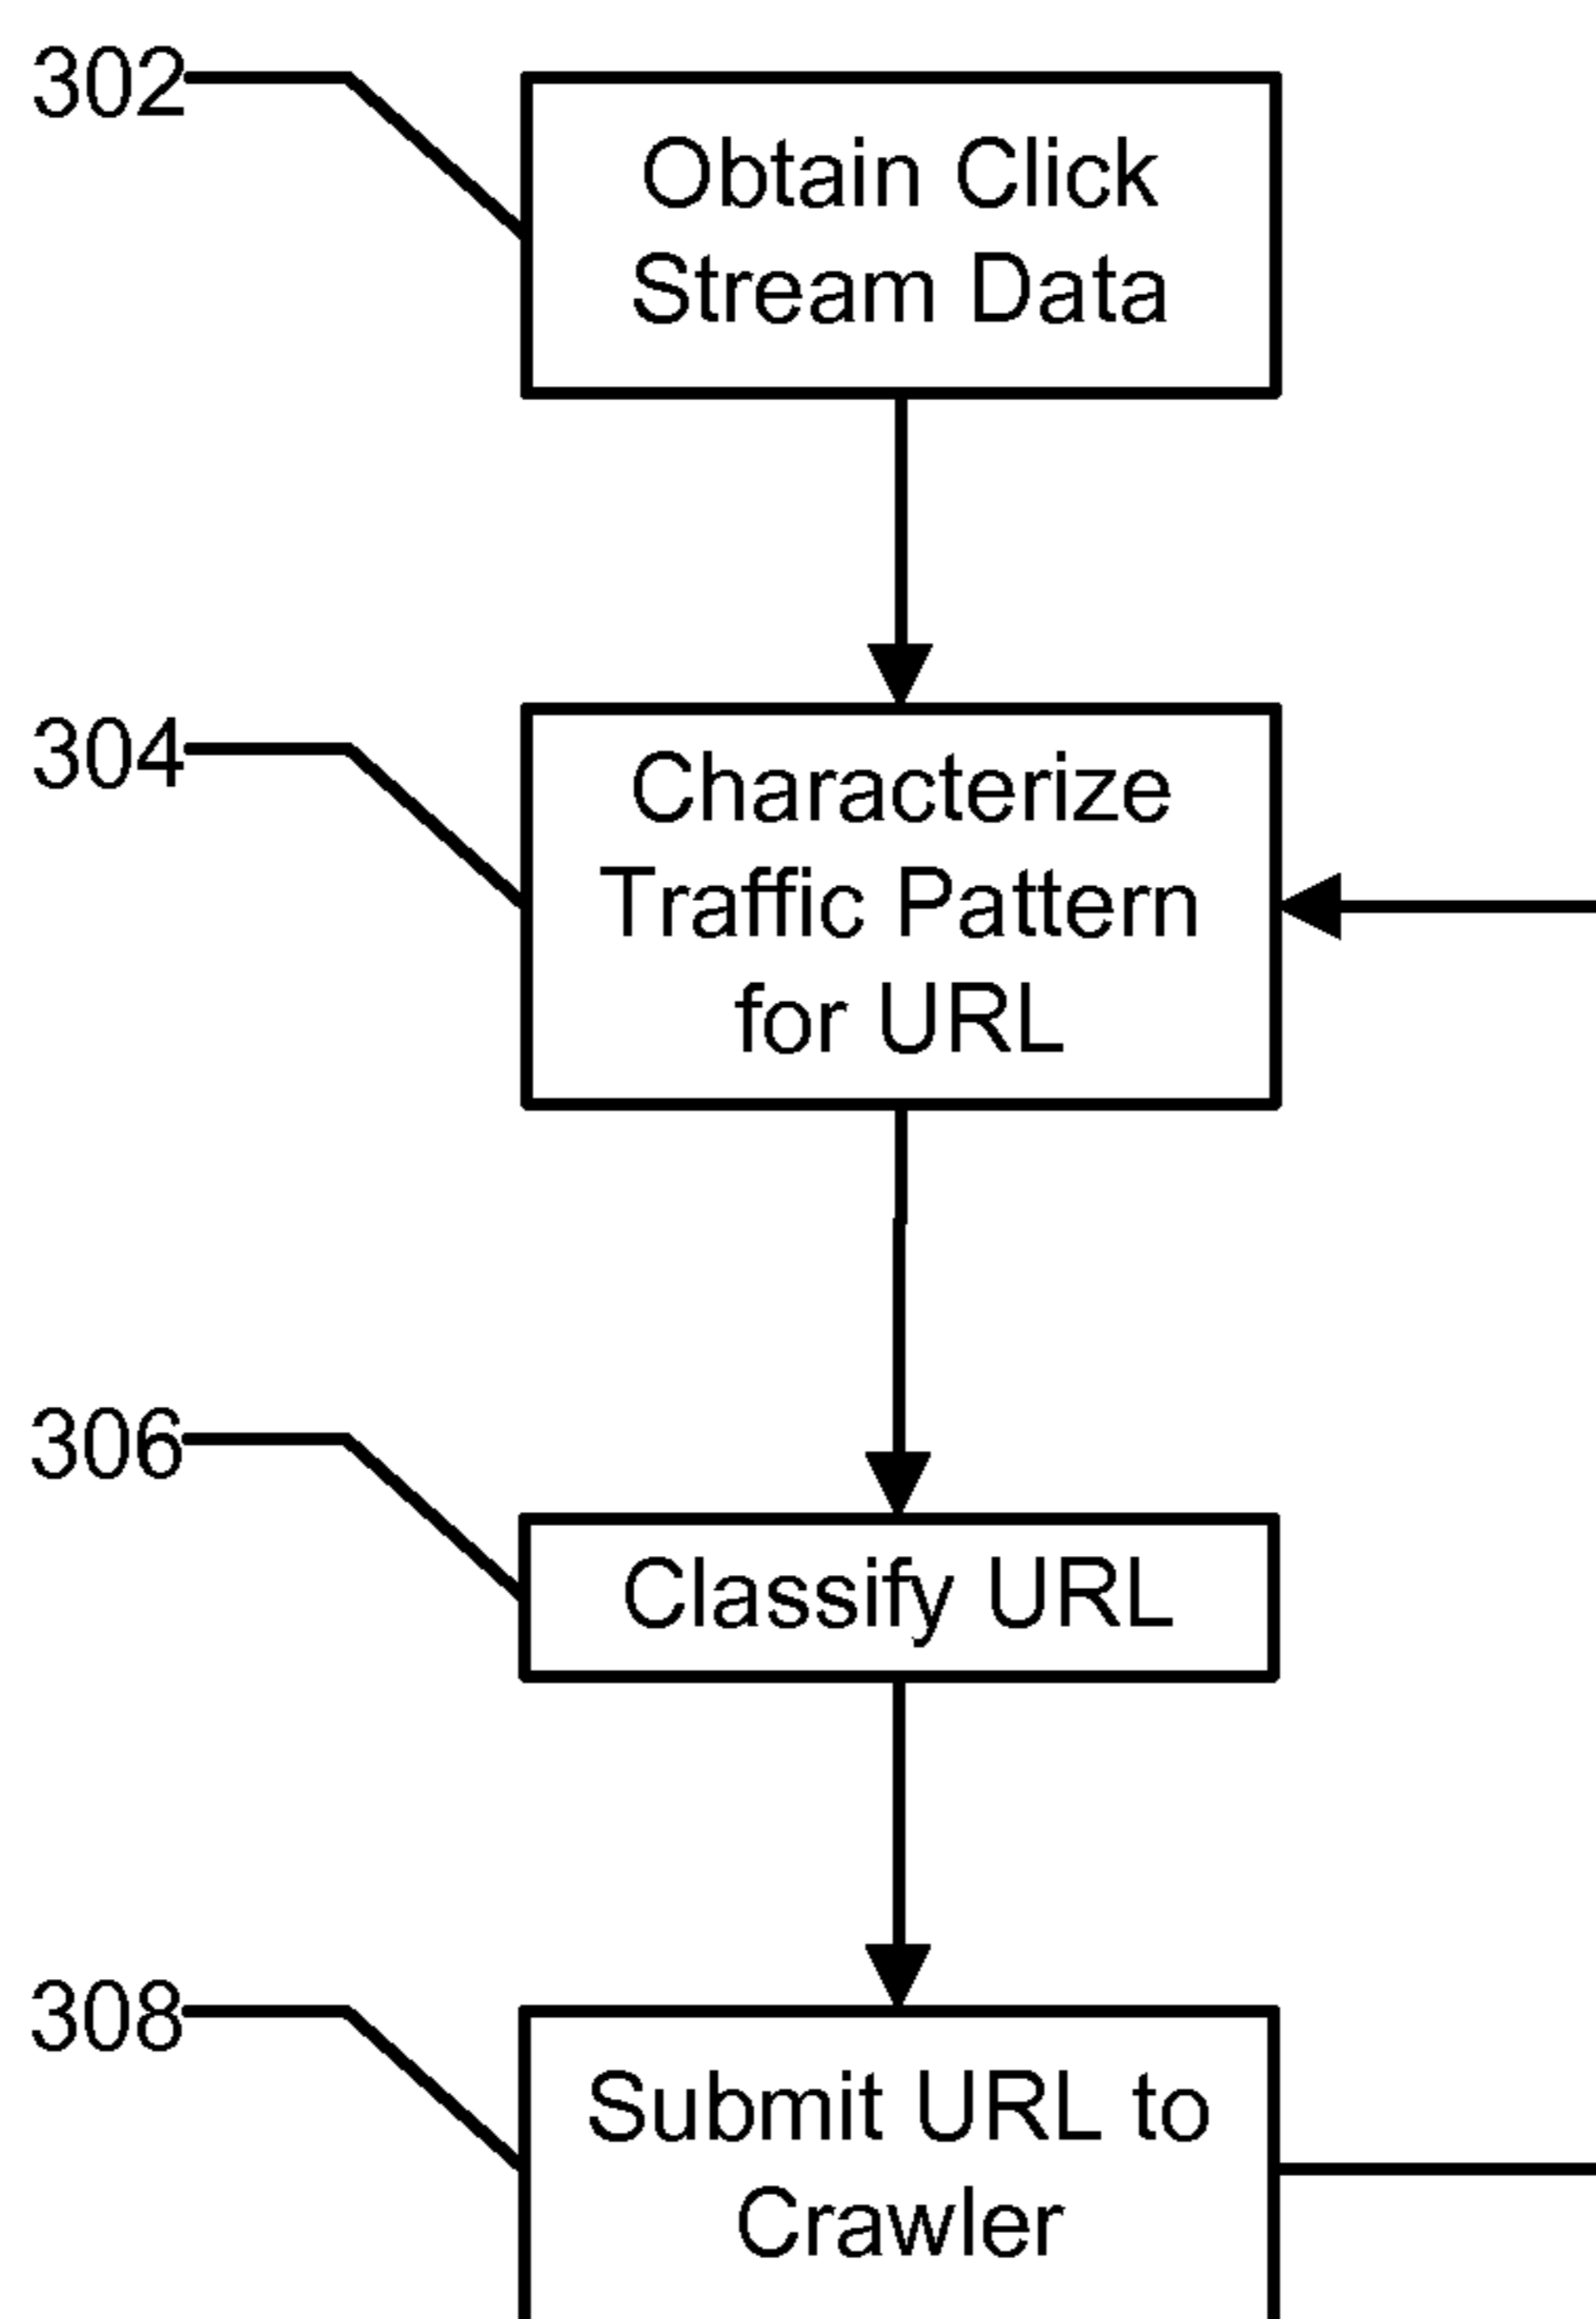 302
Obtain Click
Stream Data
304
Characterize
Traffic Pattern
for URL
306
Classify URL
308
Submit URL to
Crawler